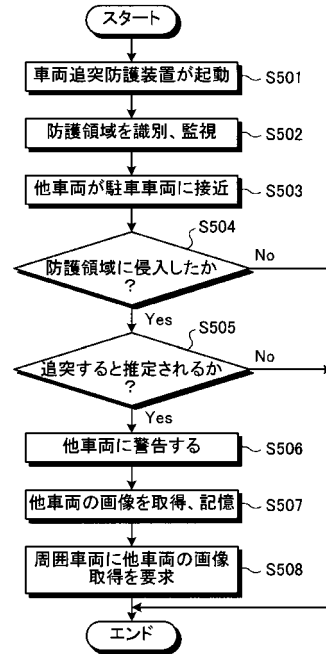 スタート
車両追突防護装置が起動
S501
防護領域を識別、監視
S502
他車両が駐車車両に接近
S503
S504
防護領域に侵入したか
?
No
Yes
S505
追突すると推定されるか
?
No
Yes
他車両に警告する
S506
他車両の画像を取得、記憶
S507
周囲車両に他車両の画像
取得を要求
S508
エンド